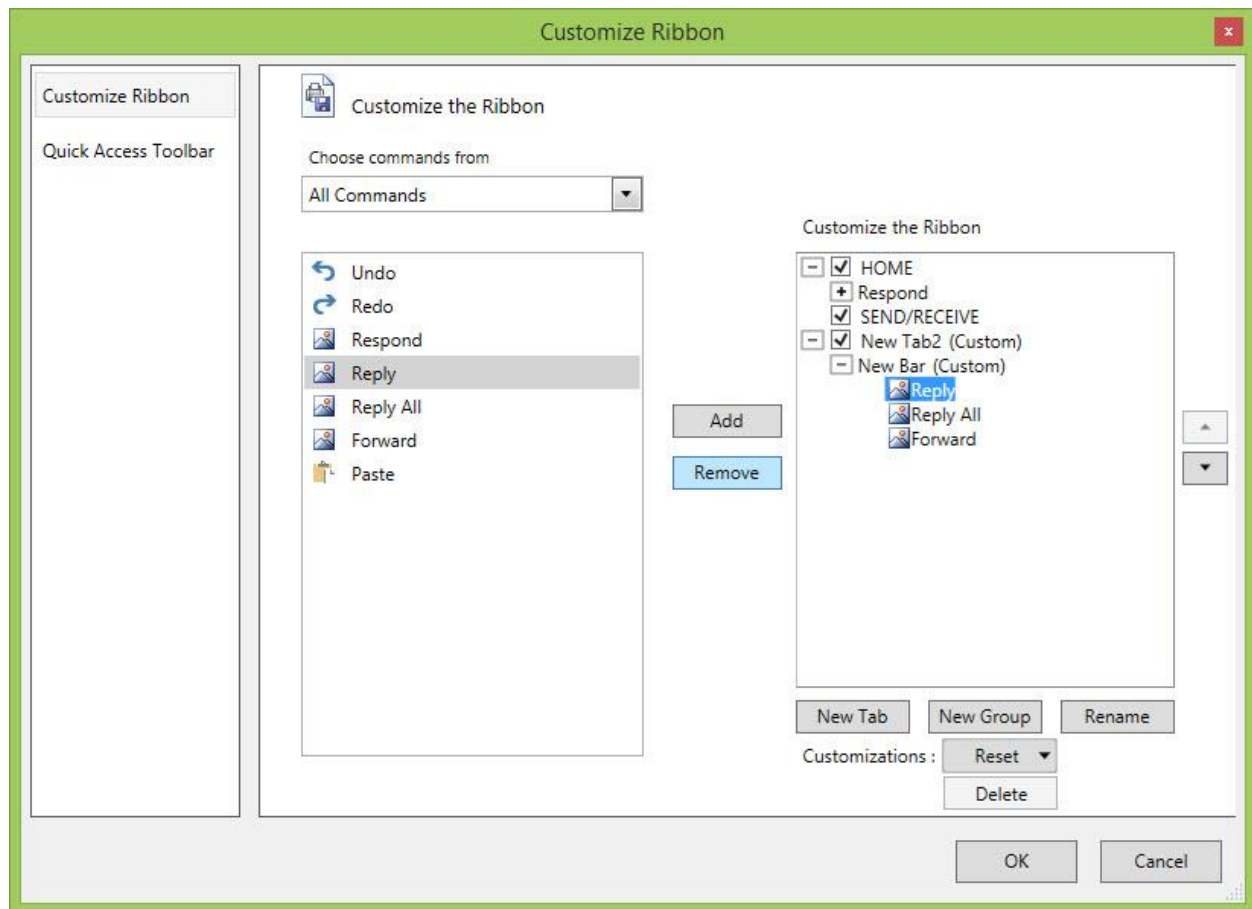 Customize Ribbon
x
Customize Ribbon
Quick Access Toolbar
Customize the Ribbon
Choose commands from
All Commands
Undo
Redo
Respond
Reply
Reply All
Forward
Paste
Add
Remove
Customize the Ribbon
HOME
Respond
SEND/RECEIVE
New Tab2 (Custom)
New Bar (Custom)
Reply
Reply All
Forward
New Tab New Group Rename
Customizations : Reset
Delete
OK Cancel